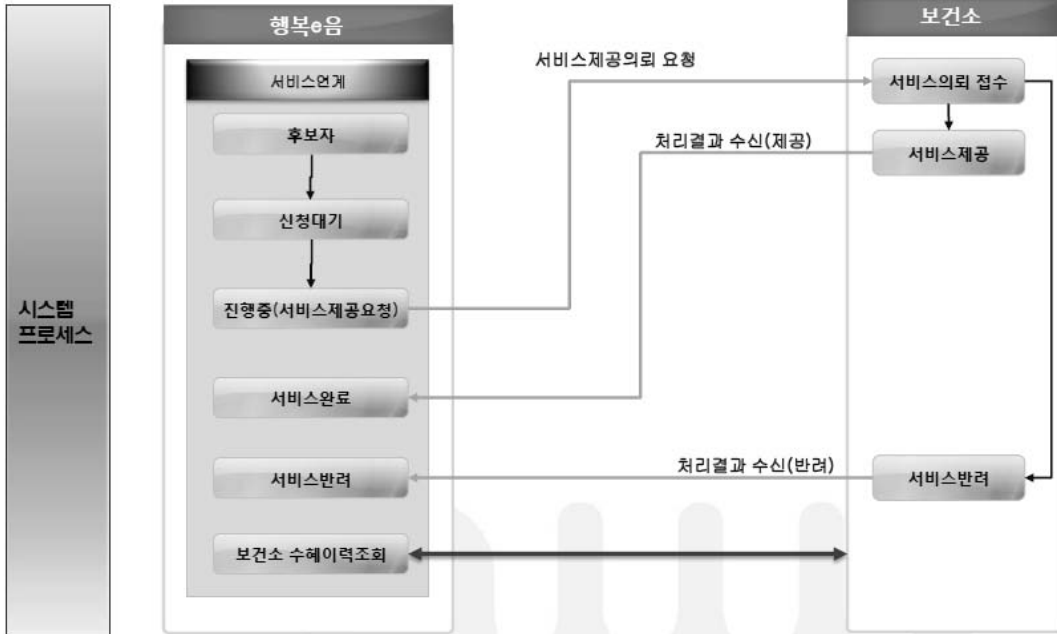 시스템
프로세스
행복e음
서비스연계
후보자
신청대기
진행중(서비스제공요청)
서비스완료
서비스반려
보건소 수혜이력조회
서비스제공의뢰 요청
처리결과 수신(제공)
처리결과 수신(반려)
보건소
서비스의뢰 접수
서비스제공
서비스반려